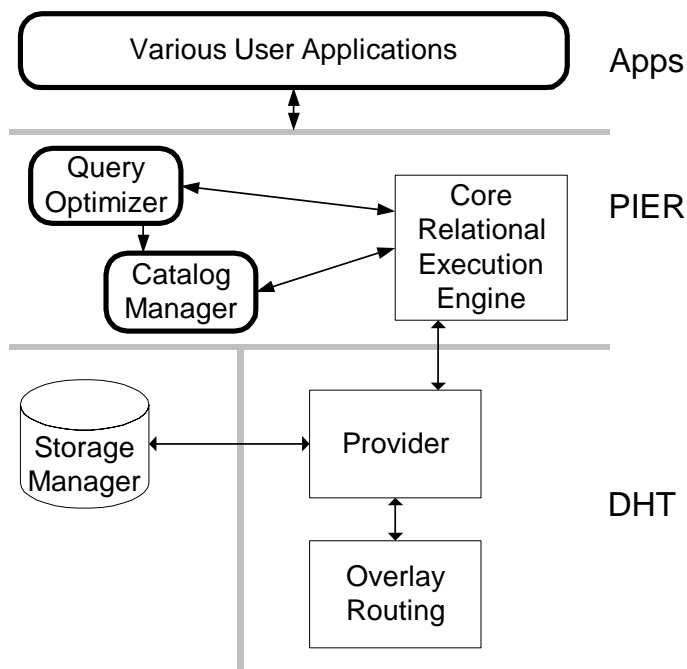 Various User Applications
Apps
Query
Optimizer
Core
Relational
Execution
Engine
PIER
Catalog
Manager
Storage
Manager
Provider
DHT
Overlay
Routing